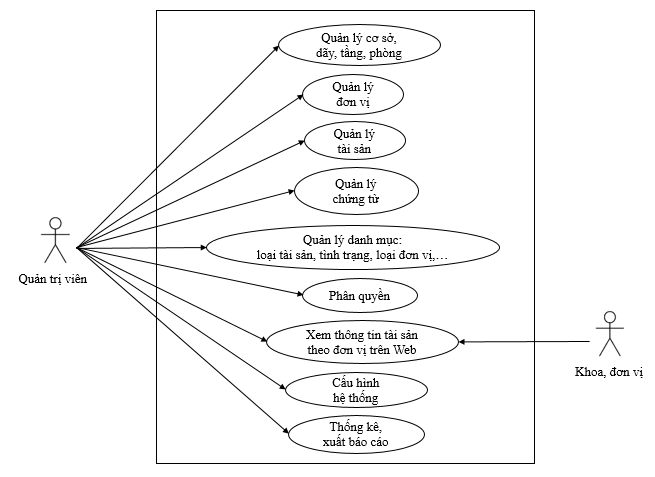 Quản lý cơ sở,
dãy, tầng, phòng
Quản lý
đơn vị
Quản lý
tài sản
Quản lý
chứng từ
Quản lý danh mục:
loại tài sản, tình trạng, loại đơn vị,…
Quản trị viên
Phân quyền
Xem thông tin tài sản
theo đơn vị trên Web
Khoa, đơn vị
Cấu hình
hệ thống
Thống kê,
xuất báo cáo